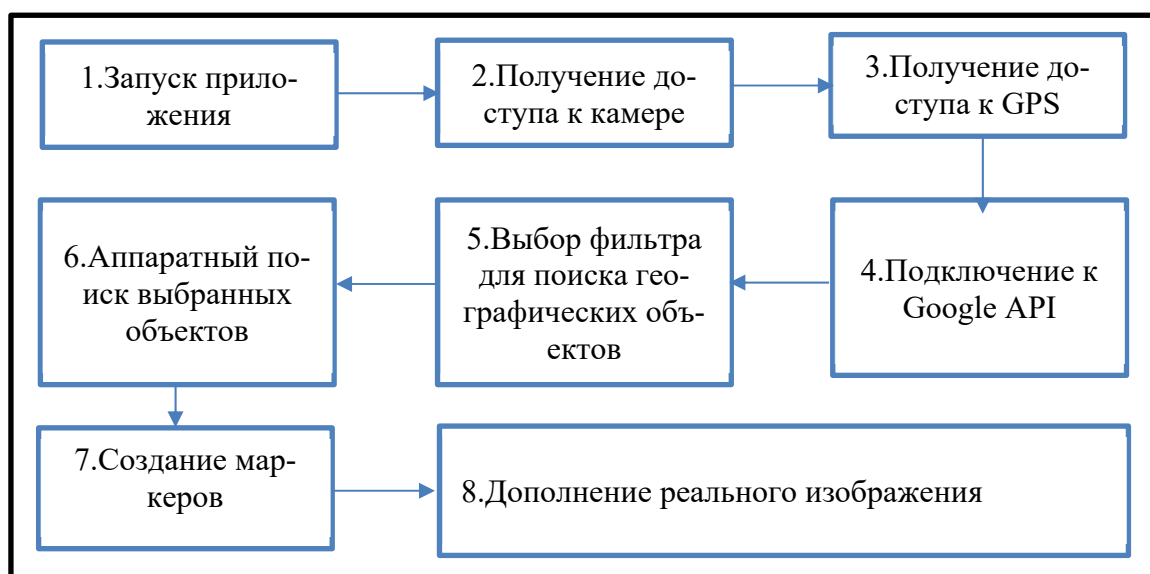 1.Запуск прило-
жения
2.Получение до-
ступа к камере
3.Получение до-
ступа к GPS
4.Подключение к
Google API
5.Выбор фильтра
для поиска гео-
графических объ-
ектов
6.Аппаратный по-
иск выбранных
объектов
7.Создание мар-
керов
8.Дополнение реального изображения